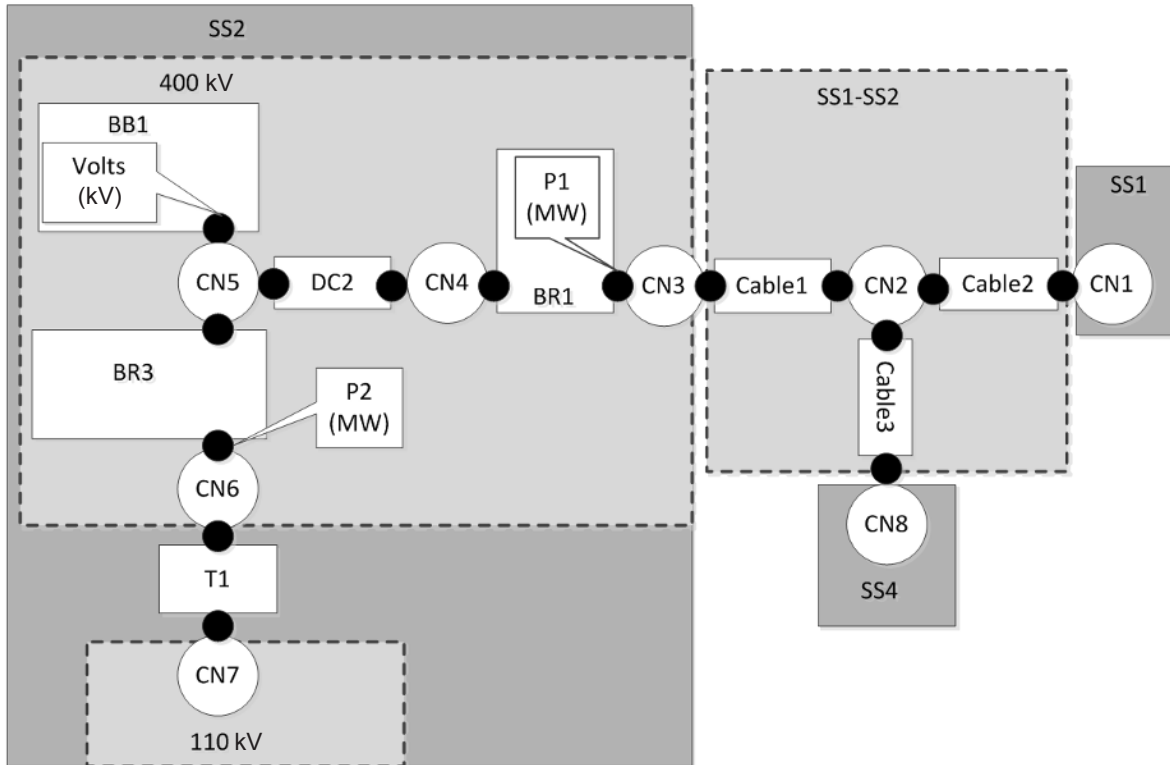 SS2
400 kV
SS1-SS2
BB1
Volts
(kV)
P1
(MW)
SS1
CN5
DC2
CN4
BR1
CN3
Cable1
CN2
Cable2
CN1
BR3
P2
(MW)
Cable3
CN6
CN8
T1
SS4
CN7
110 kV